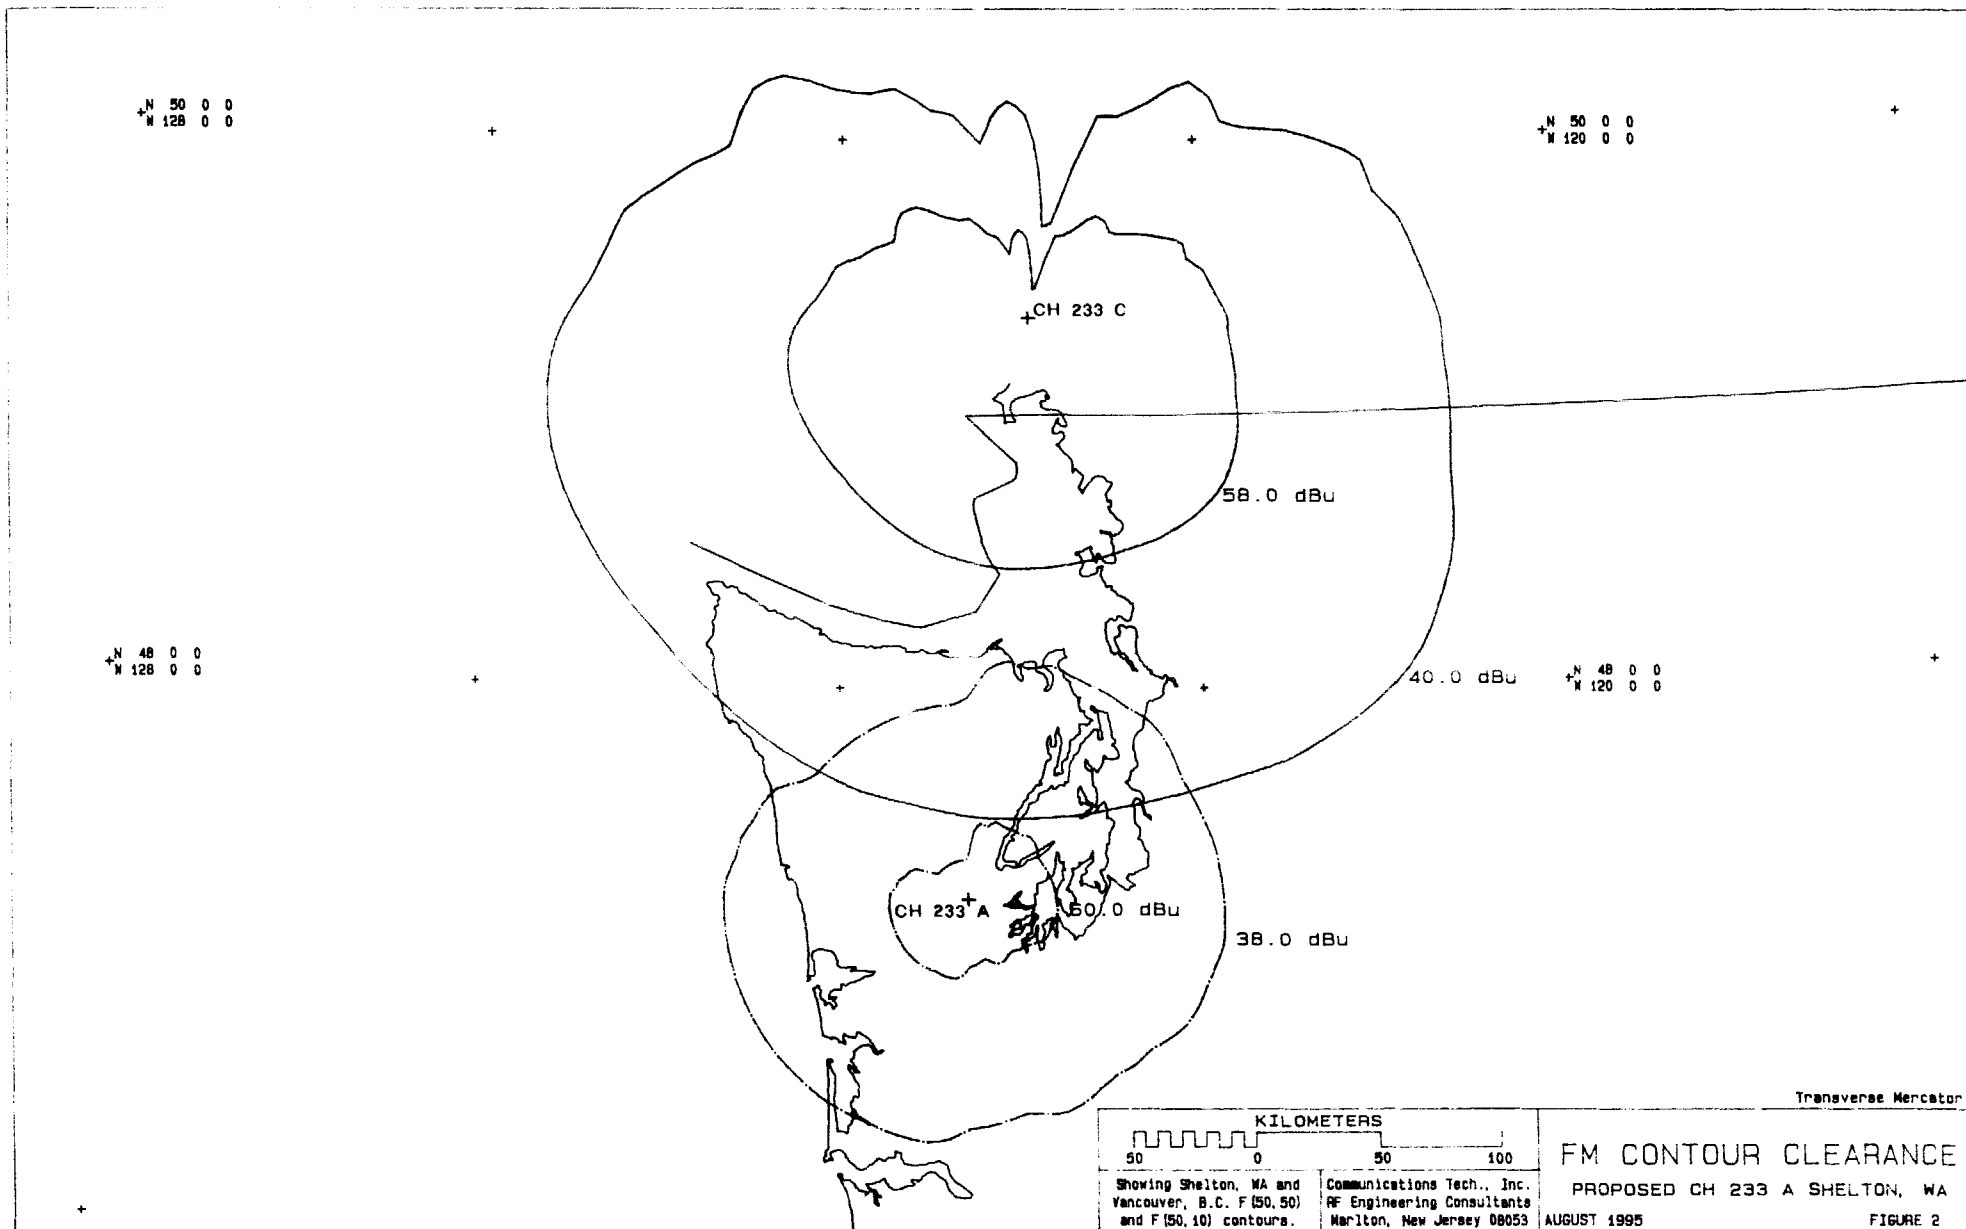 N 50 0 0
W 128 0 0
N 50 0 0
W 120 0 0
CH 233 C
58.0 dBu
N 48 0 0
W 128 0 0
40.0 dBu
N 48 0 0
W 120 0 0
CH 233 A
60.0 dBu
38.0 dBu
Transverse Mercator
KILOMETERS
50 0 50 100
Showing Shelton, WA and
Vancouver, B.C. F(50,50)
and F(50,10) contours.
Communications Tech., Inc.
RF Engineering Consultants
Marlton, New Jersey 08053
FM CONTOUR CLEARANCE
PROPOSED CH 233 A SHELTON, WA
AUGUST 1995 FIGURE 2